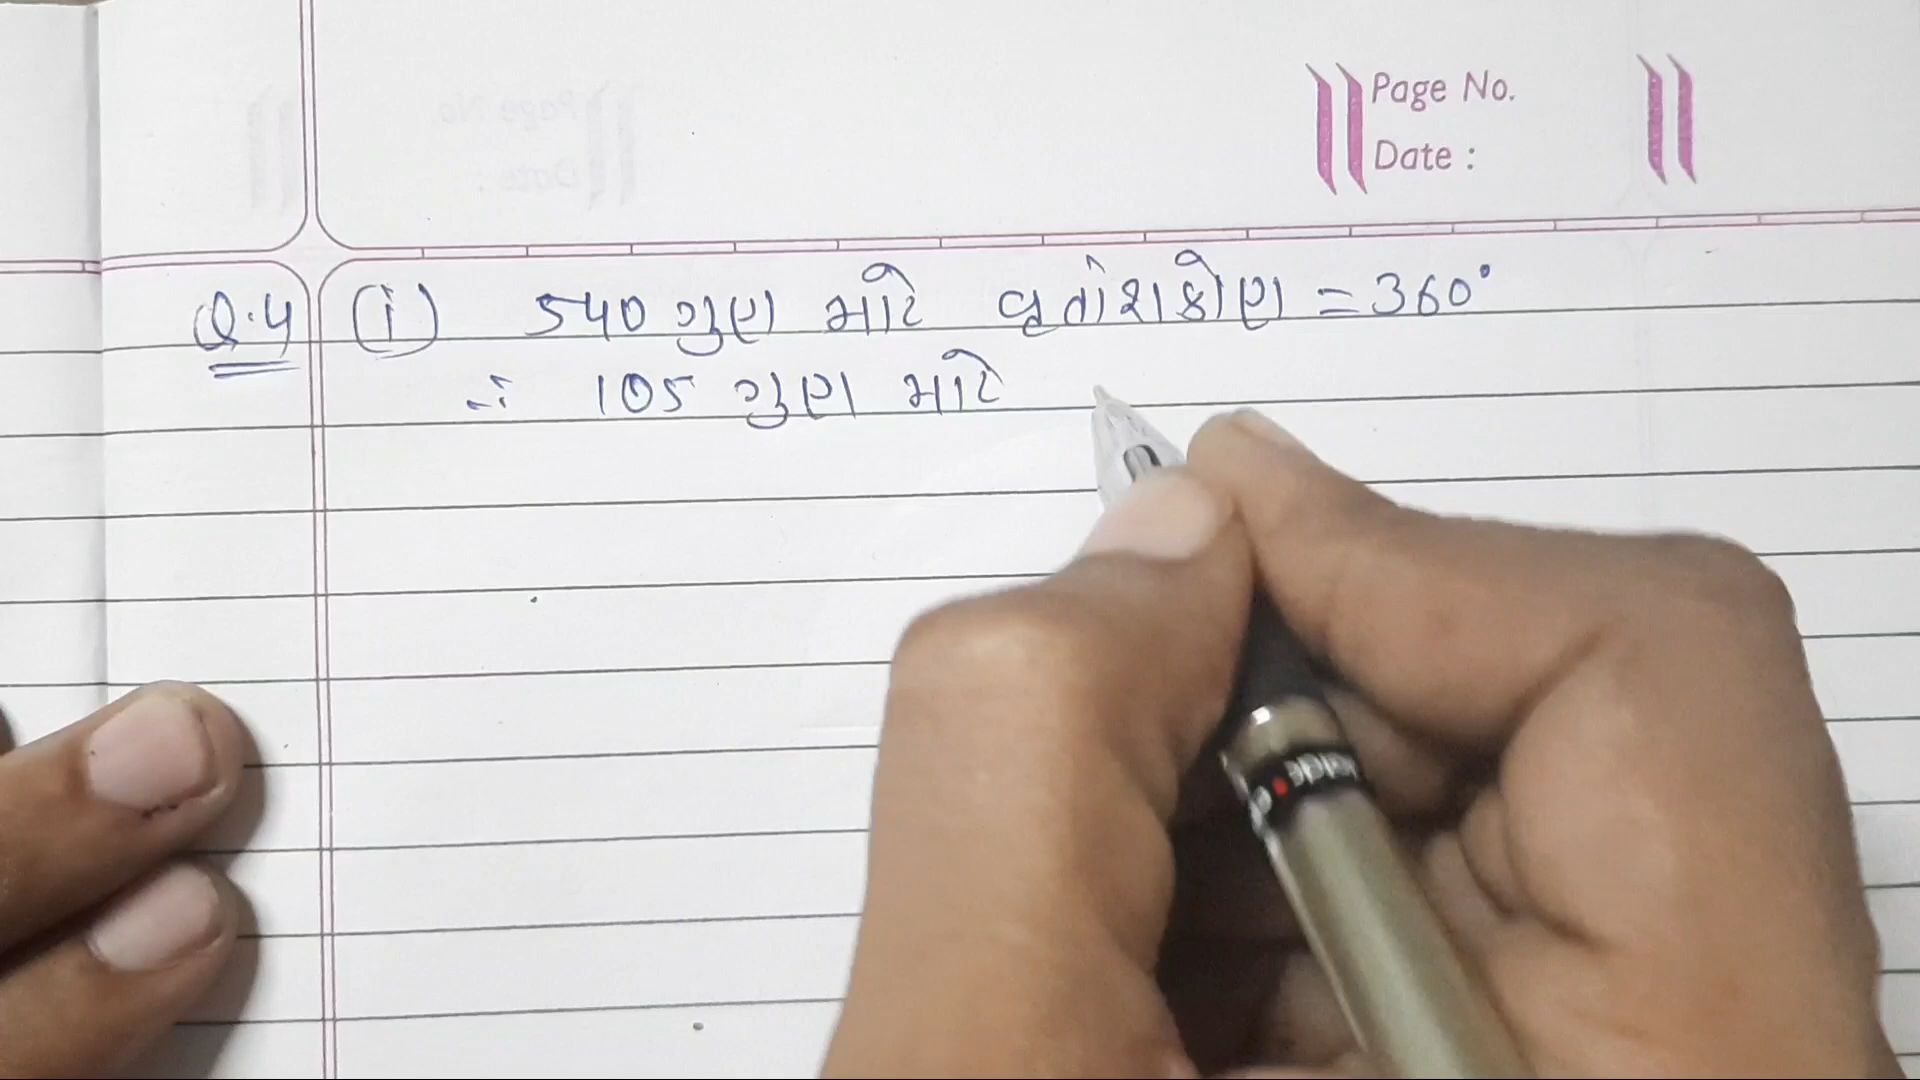 Page No.
Date :
Q.4 (i) 540 ગુણ માટે વૃતાંશકોણ = 360°
∴ 105 ગુણ માટે